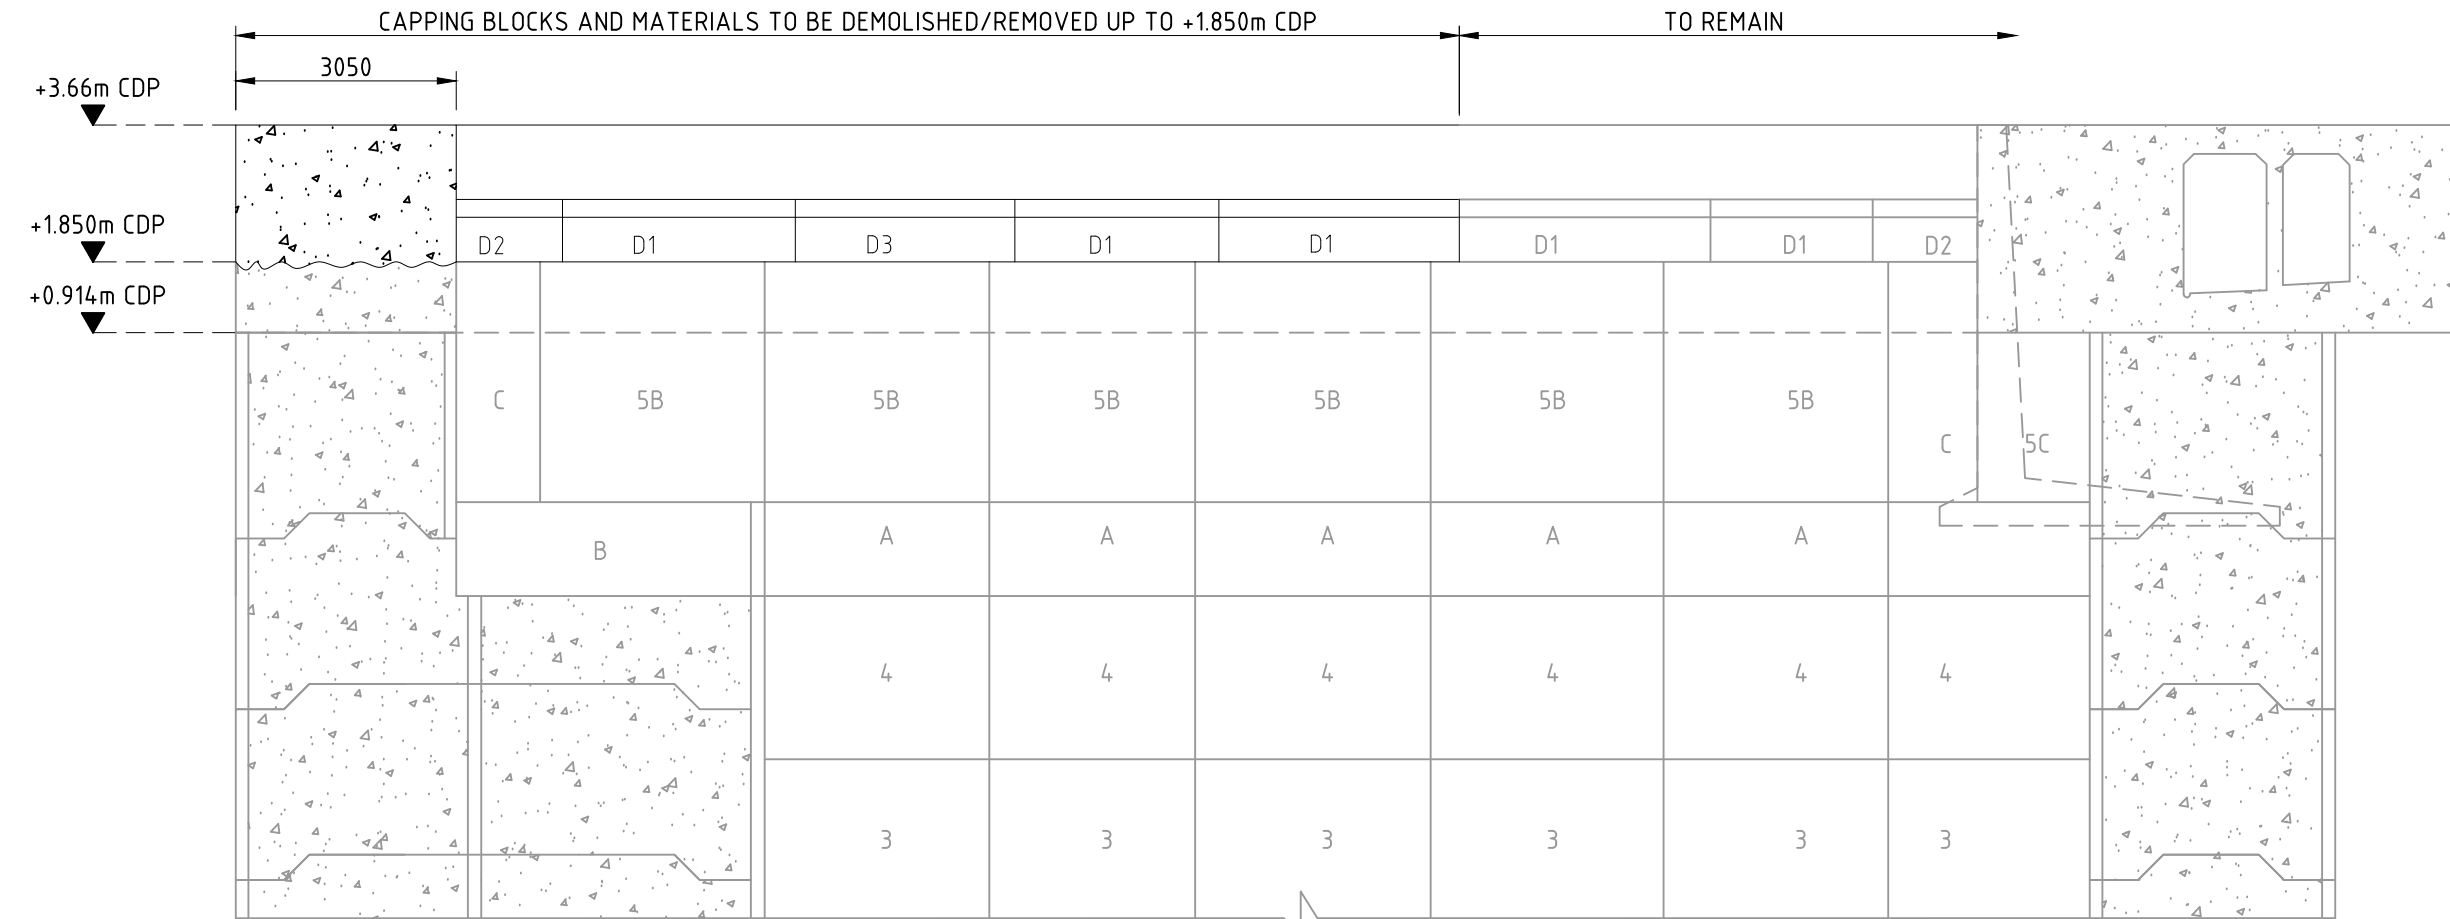 CAPPING BLOCKS AND MATERIALS TO BE DEMOLISHED/REMOVED UP TO +1.850m CDP
TO REMAIN
3050
+3.66m CDP
+1.850m CDP
D2 D1 D3 D1 D1 D1 D1 D2
+0.914m CDP
C 5B 5B 5B 5B 5B 5B
C 5C
B A A A A A
4 4 4 4 4 4
3 3 3 3 3 3